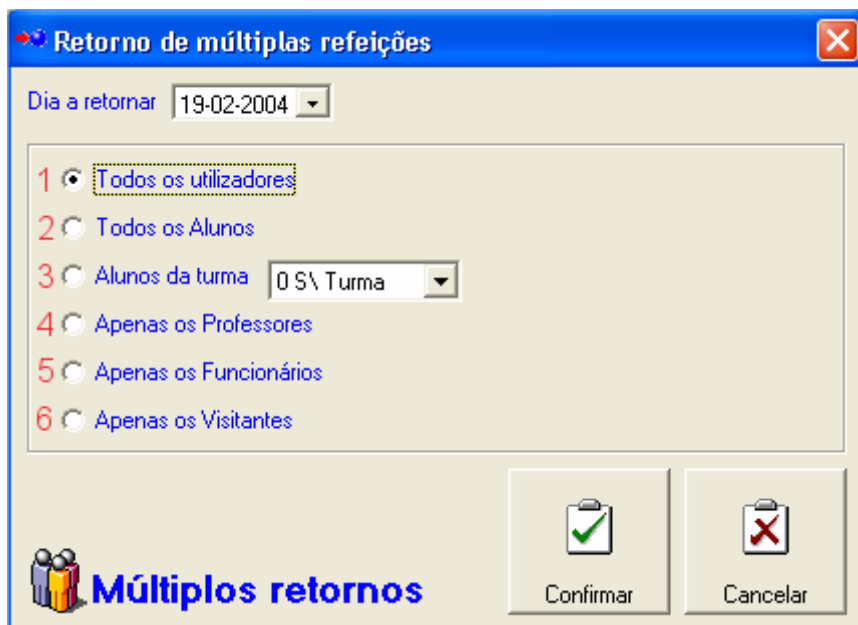 Retorno de múltiplas refeições
Dia a retornar 19-02-2004
1 Todos os utilizadores
2 Todos os Alunos
3 Alunos da turma 0 S\ Turma
4 Apenas os Professores
5 Apenas os Funcionários
6 Apenas os Visitantes
Múltiplos retornos
Confirmar
Cancelar